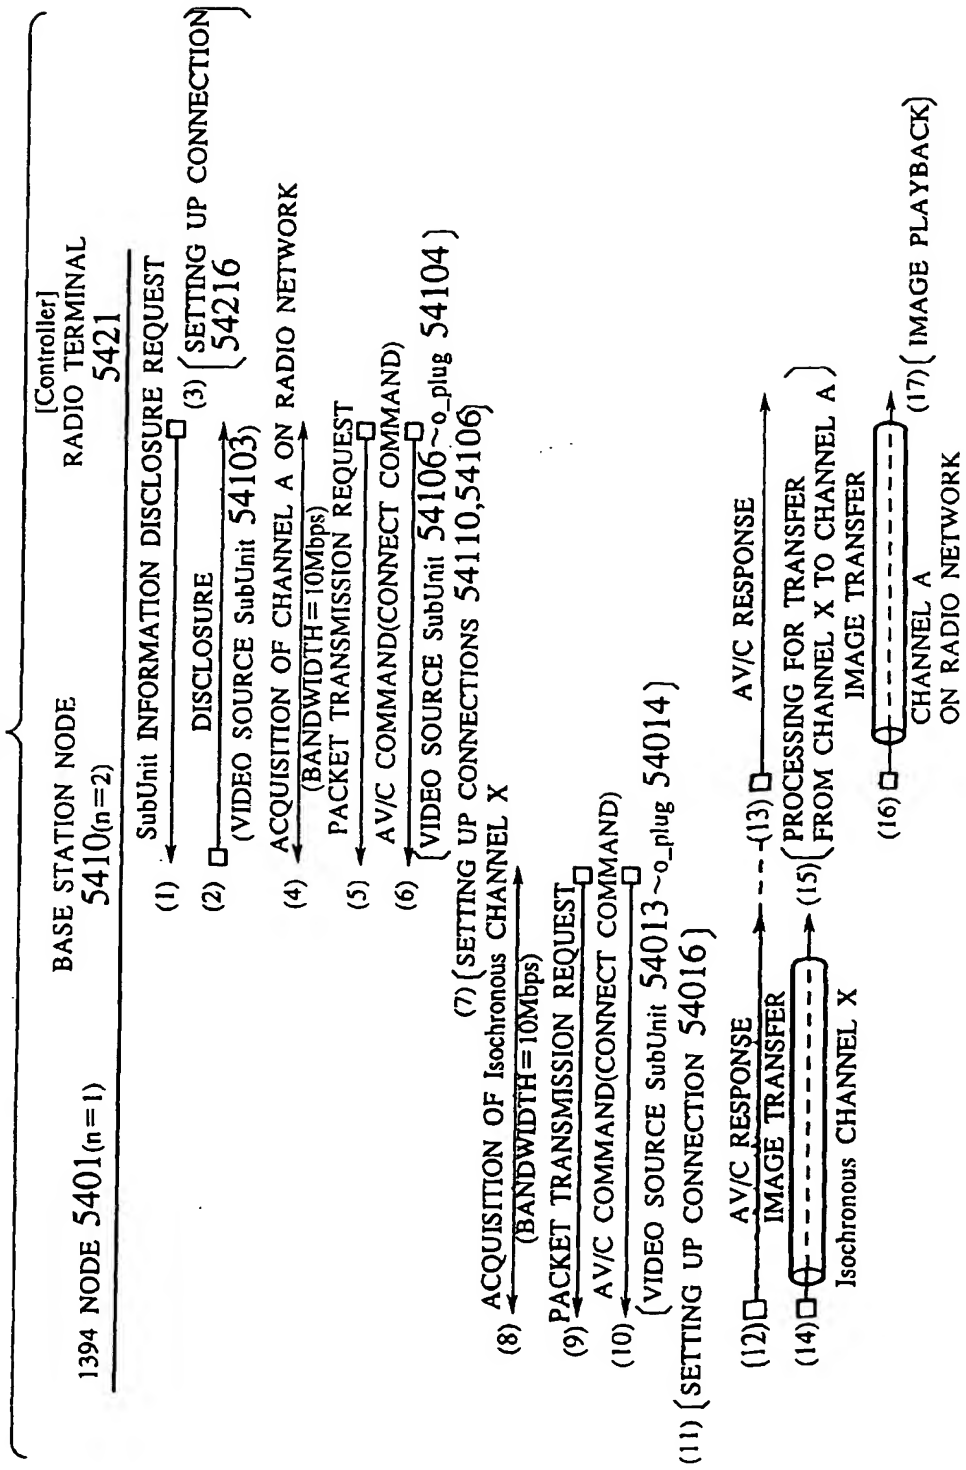 1394 NODE 5401(n=1)
BASE STATION NODE
5410(n=2)
[Controller]
RADIO TERMINAL
5421
SubUnit INFORMATION DISCLOSURE REQUEST
(1)
DISCLOSURE
(2)
(VIDEO SOURCE SubUnit 54103)
(3) [SETTING UP CONNECTION
54216]
ACQUISITION OF CHANNEL A ON RADIO NETWORK
(4)
(BANDWIDTH=10Mbps)
PACKET TRANSMISSION REQUEST
(5)
AV/C COMMAND(CONNECT COMMAND)
(6)
[VIDEO SOURCE SubUnit 54106~o_plug 54104]
(7) [SETTING UP CONNECTIONS 54110,54106]
ACQUISITION OF Isochronous CHANNEL X
(8)
(BANDWIDTH=10Mbps)
PACKET TRANSMISSION REQUEST
(9)
AV/C COMMAND(CONNECT COMMAND)
(10)
[VIDEO SOURCE SubUnit 54013~o_plug 54014]
(11) [SETTING UP CONNECTION 54016]
AV/C RESPONSE
(12)
AV/C RESPONSE
(13)
IMAGE TRANSFER
(14)
Isochronous CHANNEL X
(15) [PROCESSING FOR TRANSFER
FROM CHANNEL X TO CHANNEL A]
IMAGE TRANSFER
(16)
CHANNEL A
ON RADIO NETWORK
(17) [IMAGE PLAYBACK]